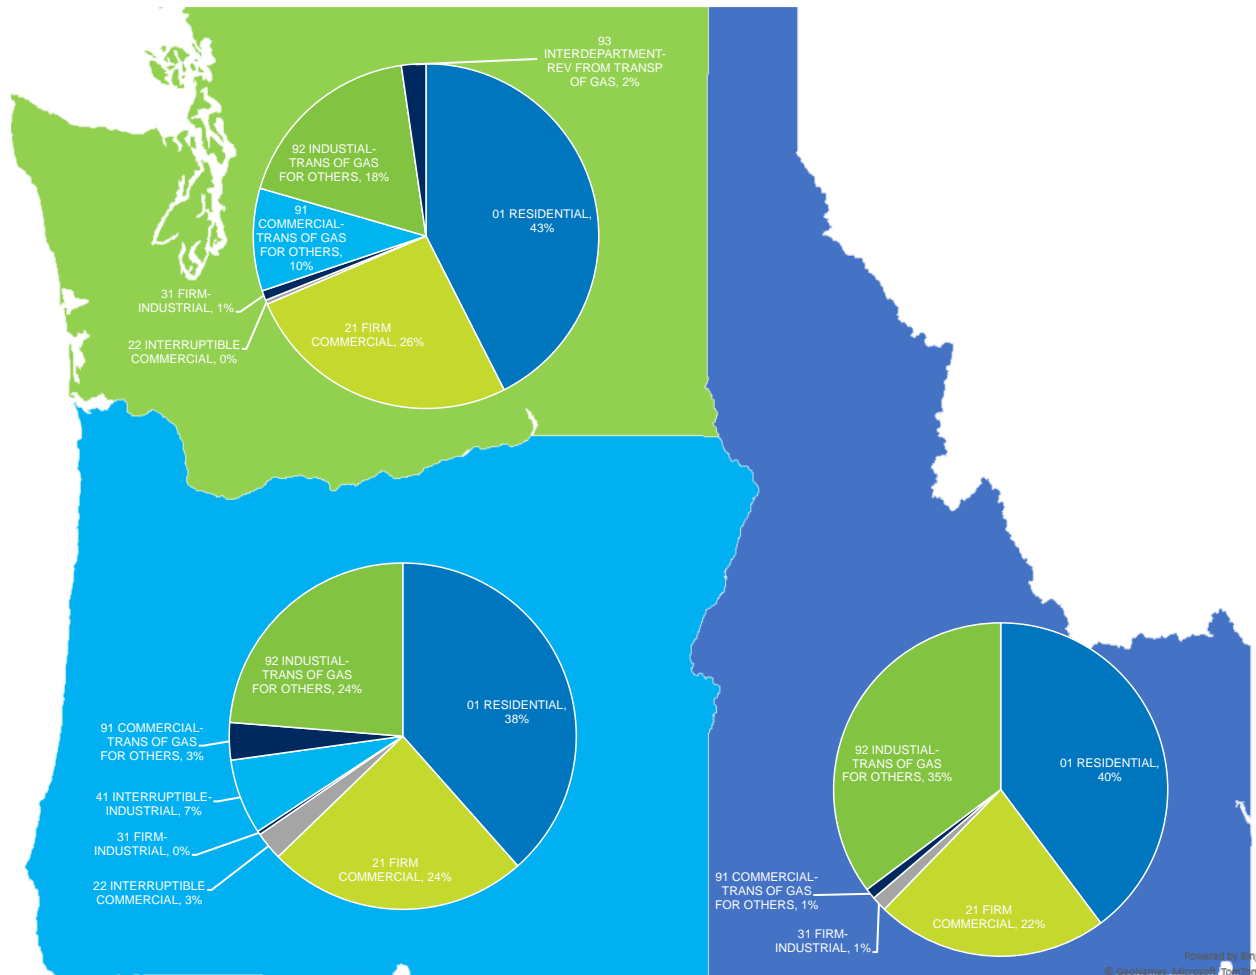 93
INTERDEPARTMENT-
REV FROM TRANSP
OF GAS, 2%
92 INDUSTIAL-
TRANS OF GAS
FOR OTHERS, 18%
01 RESIDENTIAL,
43%
91
COMMERCIAL-
TRANS OF GAS
FOR OTHERS,
10%
31 FIRM-
INDUSTRIAL, 1%
22 INTERRUPTIBLE
COMMERCIAL, 0%
21 FIRM
COMMERCIAL, 26%
92 INDUSTIAL-
TRANS OF GAS
FOR OTHERS, 24%
01 RESIDENTIAL,
38%
91 COMMERCIAL-
TRANS OF GAS
FOR OTHERS, 3%
41 INTERRUPTIBLE-
INDUSTRIAL, 7%
31 FIRM-
INDUSTRIAL, 0%
22 INTERRUPTIBLE
COMMERCIAL, 3%
21 FIRM
COMMERCIAL, 24%
92 INDUSTIAL-
TRANS OF GAS
FOR OTHERS, 35%
01 RESIDENTIAL,
40%
91 COMMERCIAL-
TRANS OF GAS
FOR OTHERS, 1%
31 FIRM-
INDUSTRIAL, 1%
21 FIRM
COMMERCIAL, 22%
Powered by
© GeoNames, Microsoft,